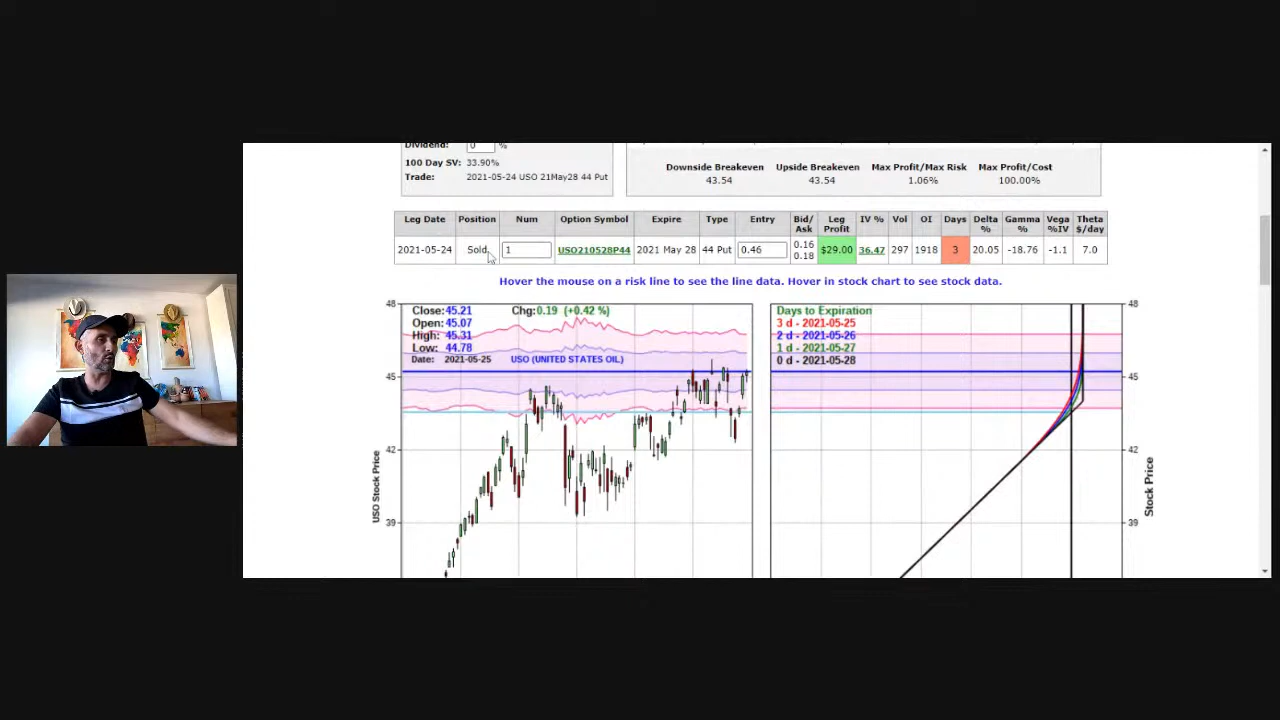 Dividend: 0 %
100 Day SV: 33.90%
Trade: 2021-05-24 USO 21May28 44 Put
Downside Breakeven Upside Breakeven Max Profit/Max Risk Max Profit/Cost
43.54 43.54 1.06% 100.00%
Leg Date Position Num Option Symbol Expire Type Entry Bid/ Ask Leg Profit IV % Vol OI Days Delta % Gamma % Vega %IV Theta $/day
2021-05-24 Sold 1 USO210528P44 2021 May 28 44 Put 0.46 0.16 0.18 $29.00 36.47 297 1918 3 20.05 -18.76 -1.1 7.0
Hover the mouse on a risk line to see the line data. Hover in stock chart to see stock data.
48
Close:45.21 Chg:0.19 (+0.42 %)
Open:45.07
High: 45.31
Low: 44.78
Date: 2021-05-25 USO (UNITED STATES OIL)
45
42
39
USO Stock Price
Days to Expiration
3 d - 2021-05-25
2 d - 2021-05-26
1 d - 2021-05-27
0 d - 2021-05-28
48
45
42
39
Stock Price